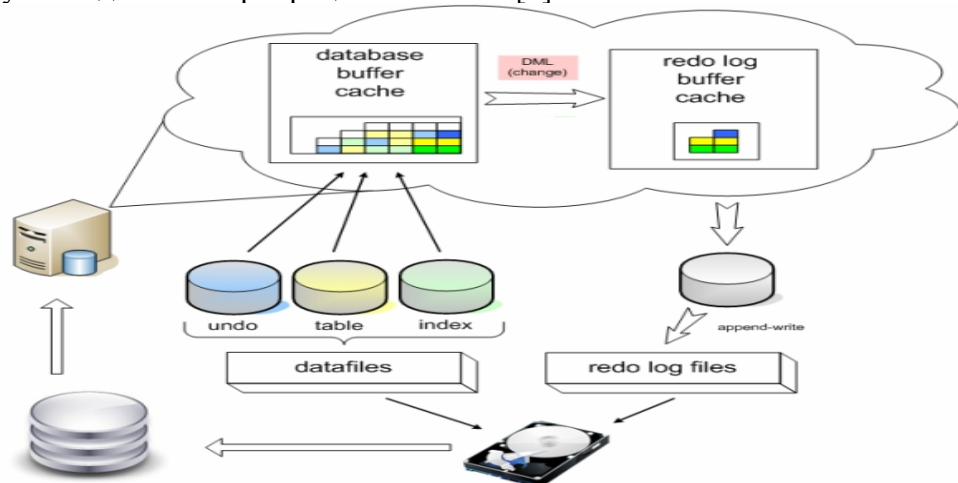 database
buffer
cache
DML
(change)
redo log
buffer
cache
undo
table
index
append-write
datafiles
redo log files